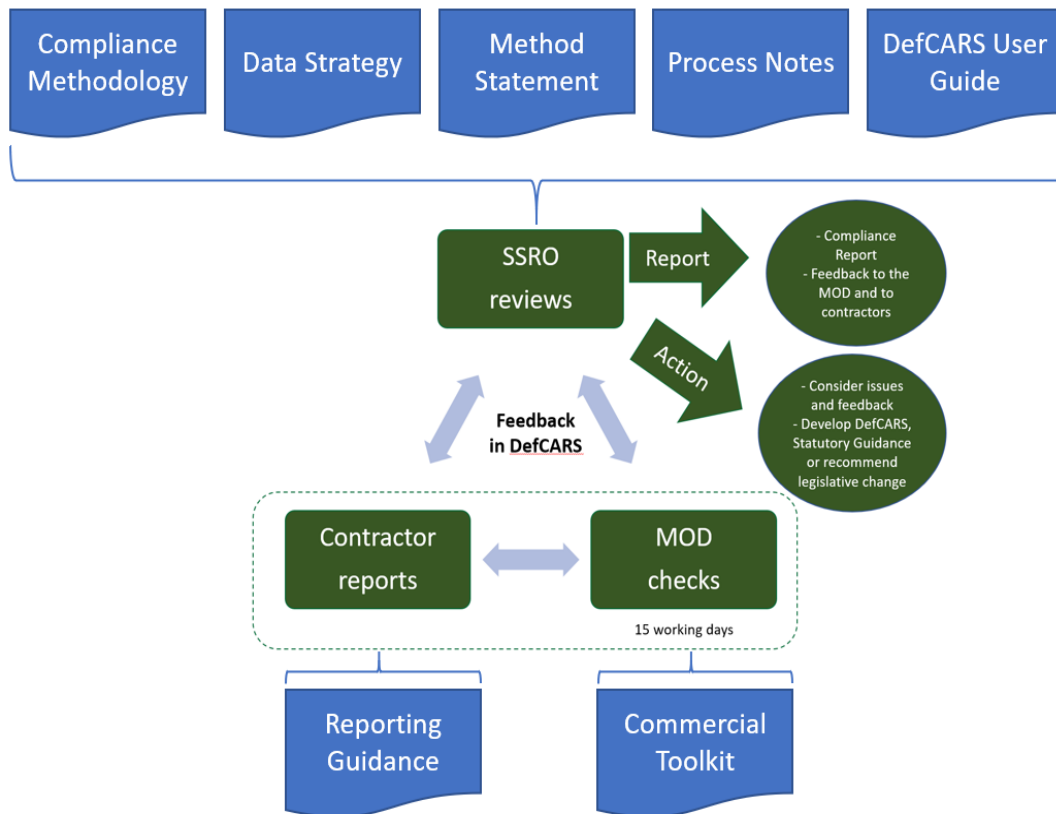 Compliance
Methodology
Data Strategy
Method
Statement
Process Notes
DefCARS User
Guide
SSRO
reviews
Report
- Compliance
Report
- Feedback to the
MOD and to
contractors
Action
- Consider issues
and feedback
- Develop DefCARS,
Statutory Guidance
or recommend
legislative change
Feedback
in DefCARS
Contractor
reports
MOD
checks
15 working days
Reporting
Guidance
Commercial
Toolkit